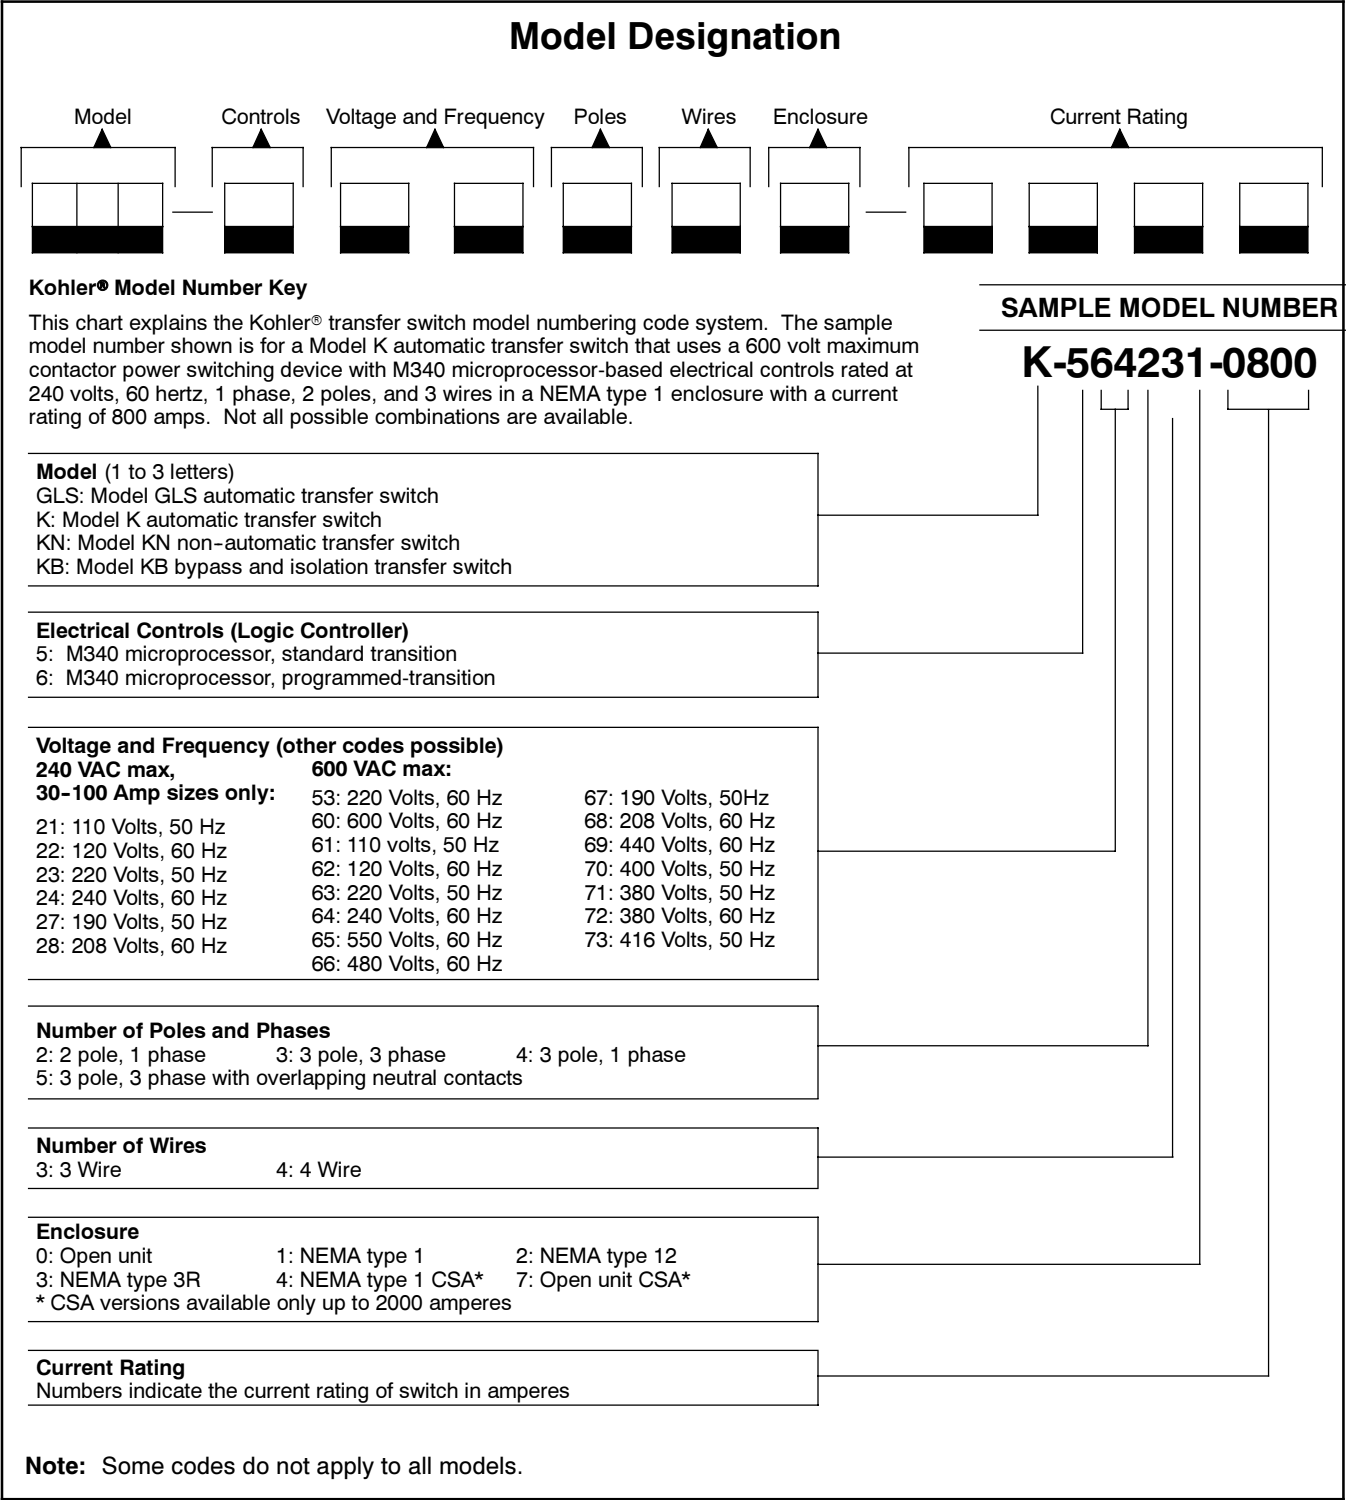 Model Designation
Model Controls Voltage and Frequency Poles Wires Enclosure Current Rating
Kohler® Model Number Key
This chart explains the Kohler® transfer switch model numbering code system. The sample
model number shown is for a Model K automatic transfer switch that uses a 600 volt maximum
contactor power switching device with M340 microprocessor-based electrical controls rated at
240 volts, 60 hertz, 1 phase, 2 poles, and 3 wires in a NEMA type 1 enclosure with a current
rating of 800 amps. Not all possible combinations are available.
SAMPLE MODEL NUMBER
K-564231-0800
Model (1 to 3 letters)
GLS: Model GLS automatic transfer switch
K: Model K automatic transfer switch
KN: Model KN non-automatic transfer switch
KB: Model KB bypass and isolation transfer switch
Electrical Controls (Logic Controller)
5: M340 microprocessor, standard transition
6: M340 microprocessor, programmed-transition
Voltage and Frequency (other codes possible)
240 VAC max,
30-100 Amp sizes only:
21: 110 Volts, 50 Hz
22: 120 Volts, 60 Hz
23: 220 Volts, 50 Hz
24: 240 Volts, 60 Hz
27: 190 Volts, 50 Hz
28: 208 Volts, 60 Hz
600 VAC max:
53: 220 Volts, 60 Hz
60: 600 Volts, 60 Hz
61: 110 volts, 50 Hz
62: 120 Volts, 60 Hz
63: 220 Volts, 50 Hz
64: 240 Volts, 60 Hz
65: 550 Volts, 60 Hz
66: 480 Volts, 60 Hz
67: 190 Volts, 50Hz
68: 208 Volts, 60 Hz
69: 440 Volts, 60 Hz
70: 400 Volts, 50 Hz
71: 380 Volts, 50 Hz
72: 380 Volts, 60 Hz
73: 416 Volts, 50 Hz
Number of Poles and Phases
2: 2 pole, 1 phase 3: 3 pole, 3 phase 4: 3 pole, 1 phase
5: 3 pole, 3 phase with overlapping neutral contacts
Number of Wires
3: 3 Wire 4: 4 Wire
Enclosure
0: Open unit 1: NEMA type 1 2: NEMA type 12
3: NEMA type 3R 4: NEMA type 1 CSA* 7: Open unit CSA*
* CSA versions available only up to 2000 amperes
Current Rating
Numbers indicate the current rating of switch in amperes
Note: Some codes do not apply to all models.